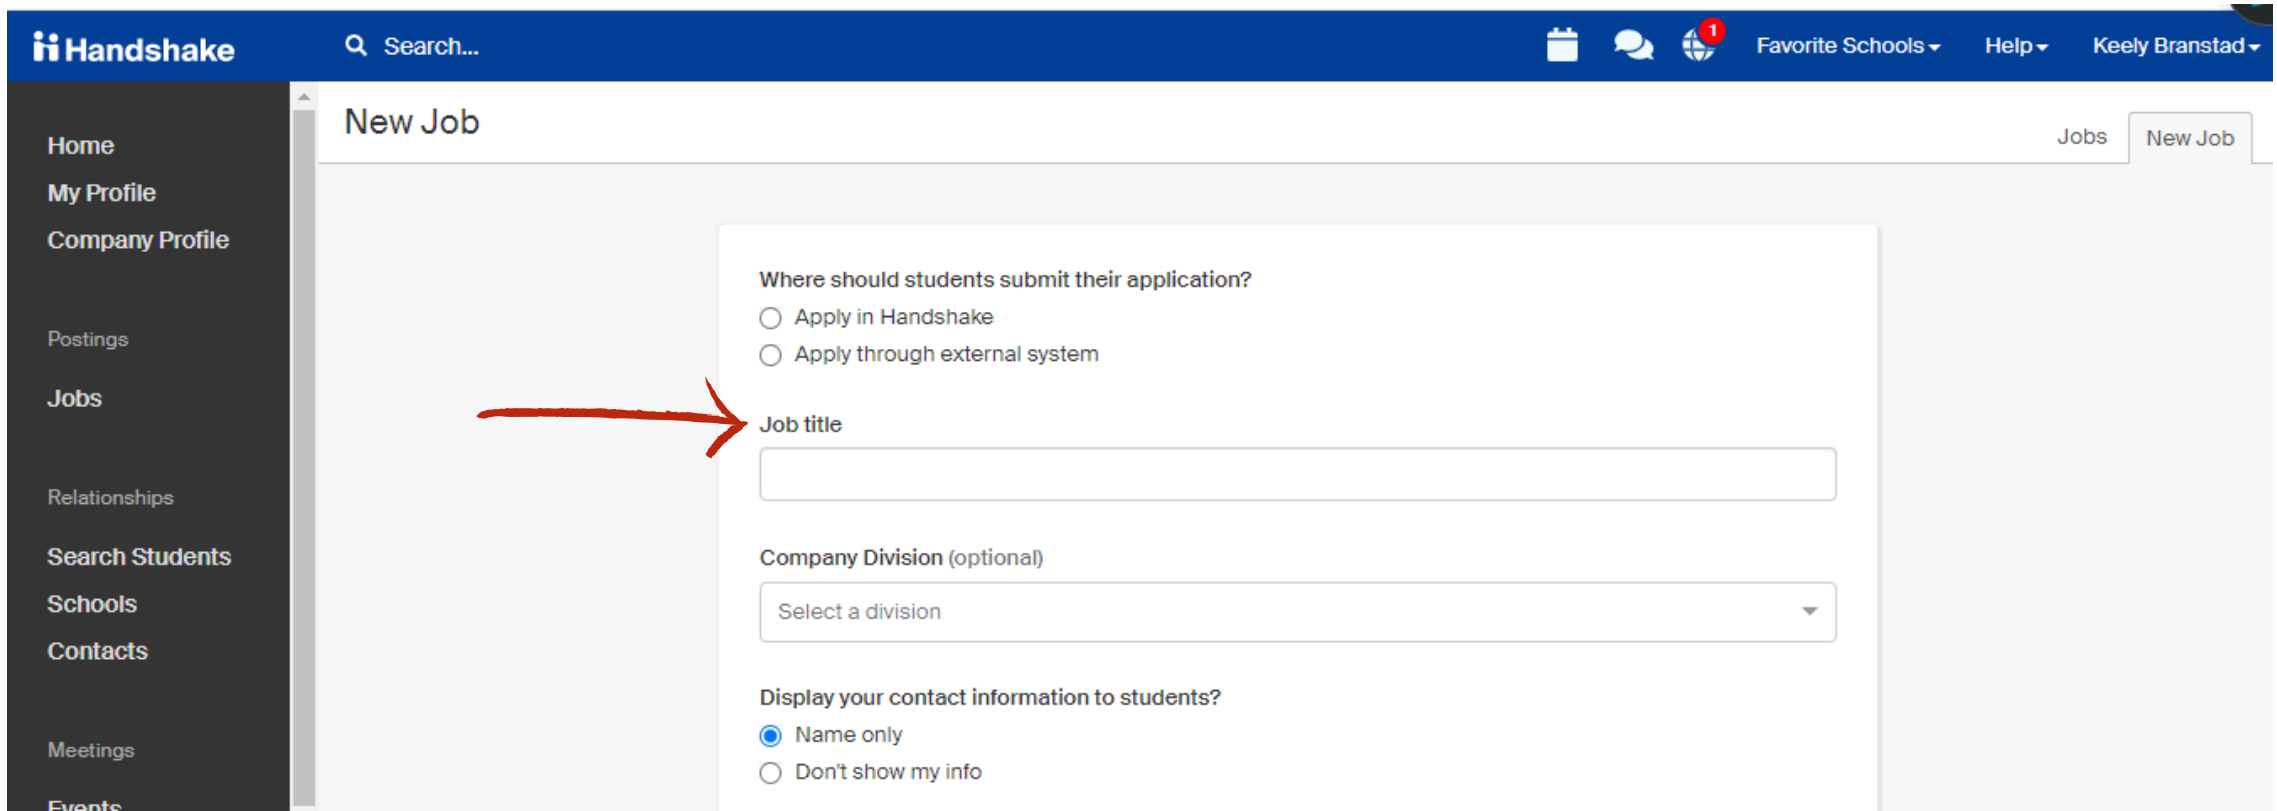 Handshake
Search...
1
Favorite Schools
Help
Keely Branstad
Home
My Profile
Company Profile
Postings
Jobs
Relationships
Search Students
Schools
Contacts
Meetings
Events
New Job
Jobs
New Job
Where should students submit their application?
Apply in Handshake
Apply through external system
Job title
Company Division (optional)
Select a division
Display your contact information to students?
Name only
Don't show my info